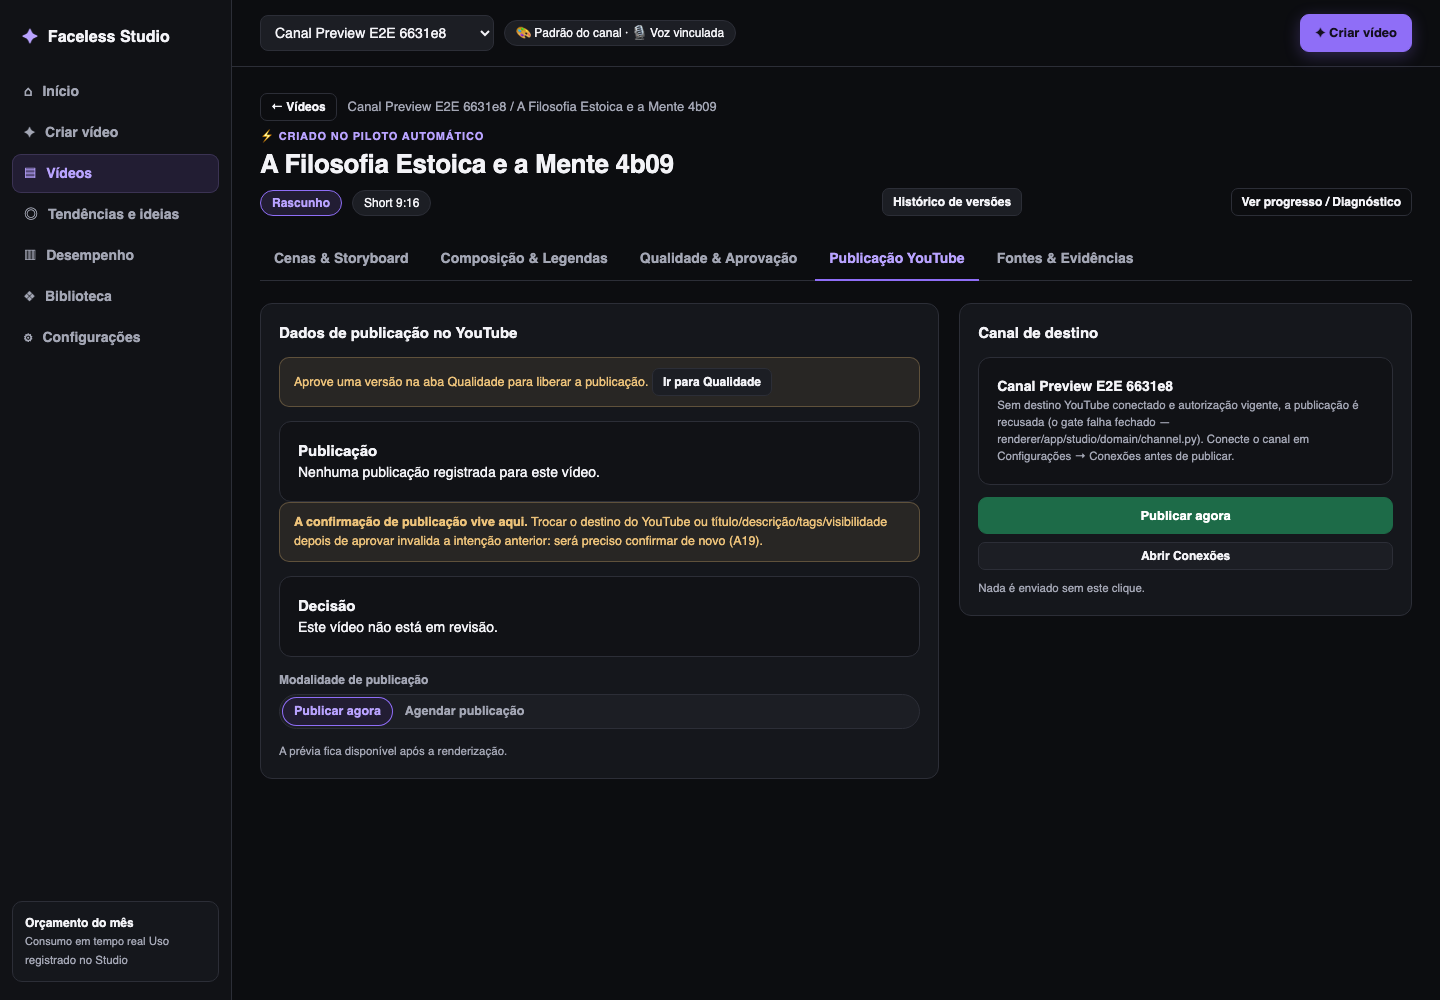 Faceless Studio
Início
Criar vídeo
Vídeos
Tendências e ideias
Desempenho
Biblioteca
Configurações
Orçamento do mês
Consumo em tempo real Uso
registrado no Studio
Canal Preview E2E 6631e8
🎨 Padrão do canal · 🎙️ Voz vinculada
✦ Criar vídeo
← Vídeos
Canal Preview E2E 6631e8 / A Filosofia Estoica e a Mente 4b09
⚡ CRIADO NO PILOTO AUTOMÁTICO
A Filosofia Estoica e a Mente 4b09
Rascunho
Short 9:16
Histórico de versões
Ver progresso / Diagnóstico
Cenas & Storyboard
Composição & Legendas
Qualidade & Aprovação
Publicação YouTube
Fontes & Evidências
Dados de publicação no YouTube
Aprove uma versão na aba Qualidade para liberar a publicação. Ir para Qualidade
Publicação
Nenhuma publicação registrada para este vídeo.
A confirmação de publicação vive aqui. Trocar o destino do YouTube ou título/descrição/tags/visibilidade
depois de aprovar invalida a intenção anterior: será preciso confirmar de novo (A19).
Decisão
Este vídeo não está em revisão.
Modalidade de publicação
Publicar agora
Agendar publicação
A prévia fica disponível após a renderização.
Canal de destino
Canal Preview E2E 6631e8
Sem destino YouTube conectado e autorização vigente, a publicação é
recusada (o gate falha fechado —
renderer/app/studio/domain/channel.py). Conecte o canal em
Configurações → Conexões antes de publicar.
Publicar agora
Abrir Conexões
Nada é enviado sem este clique.